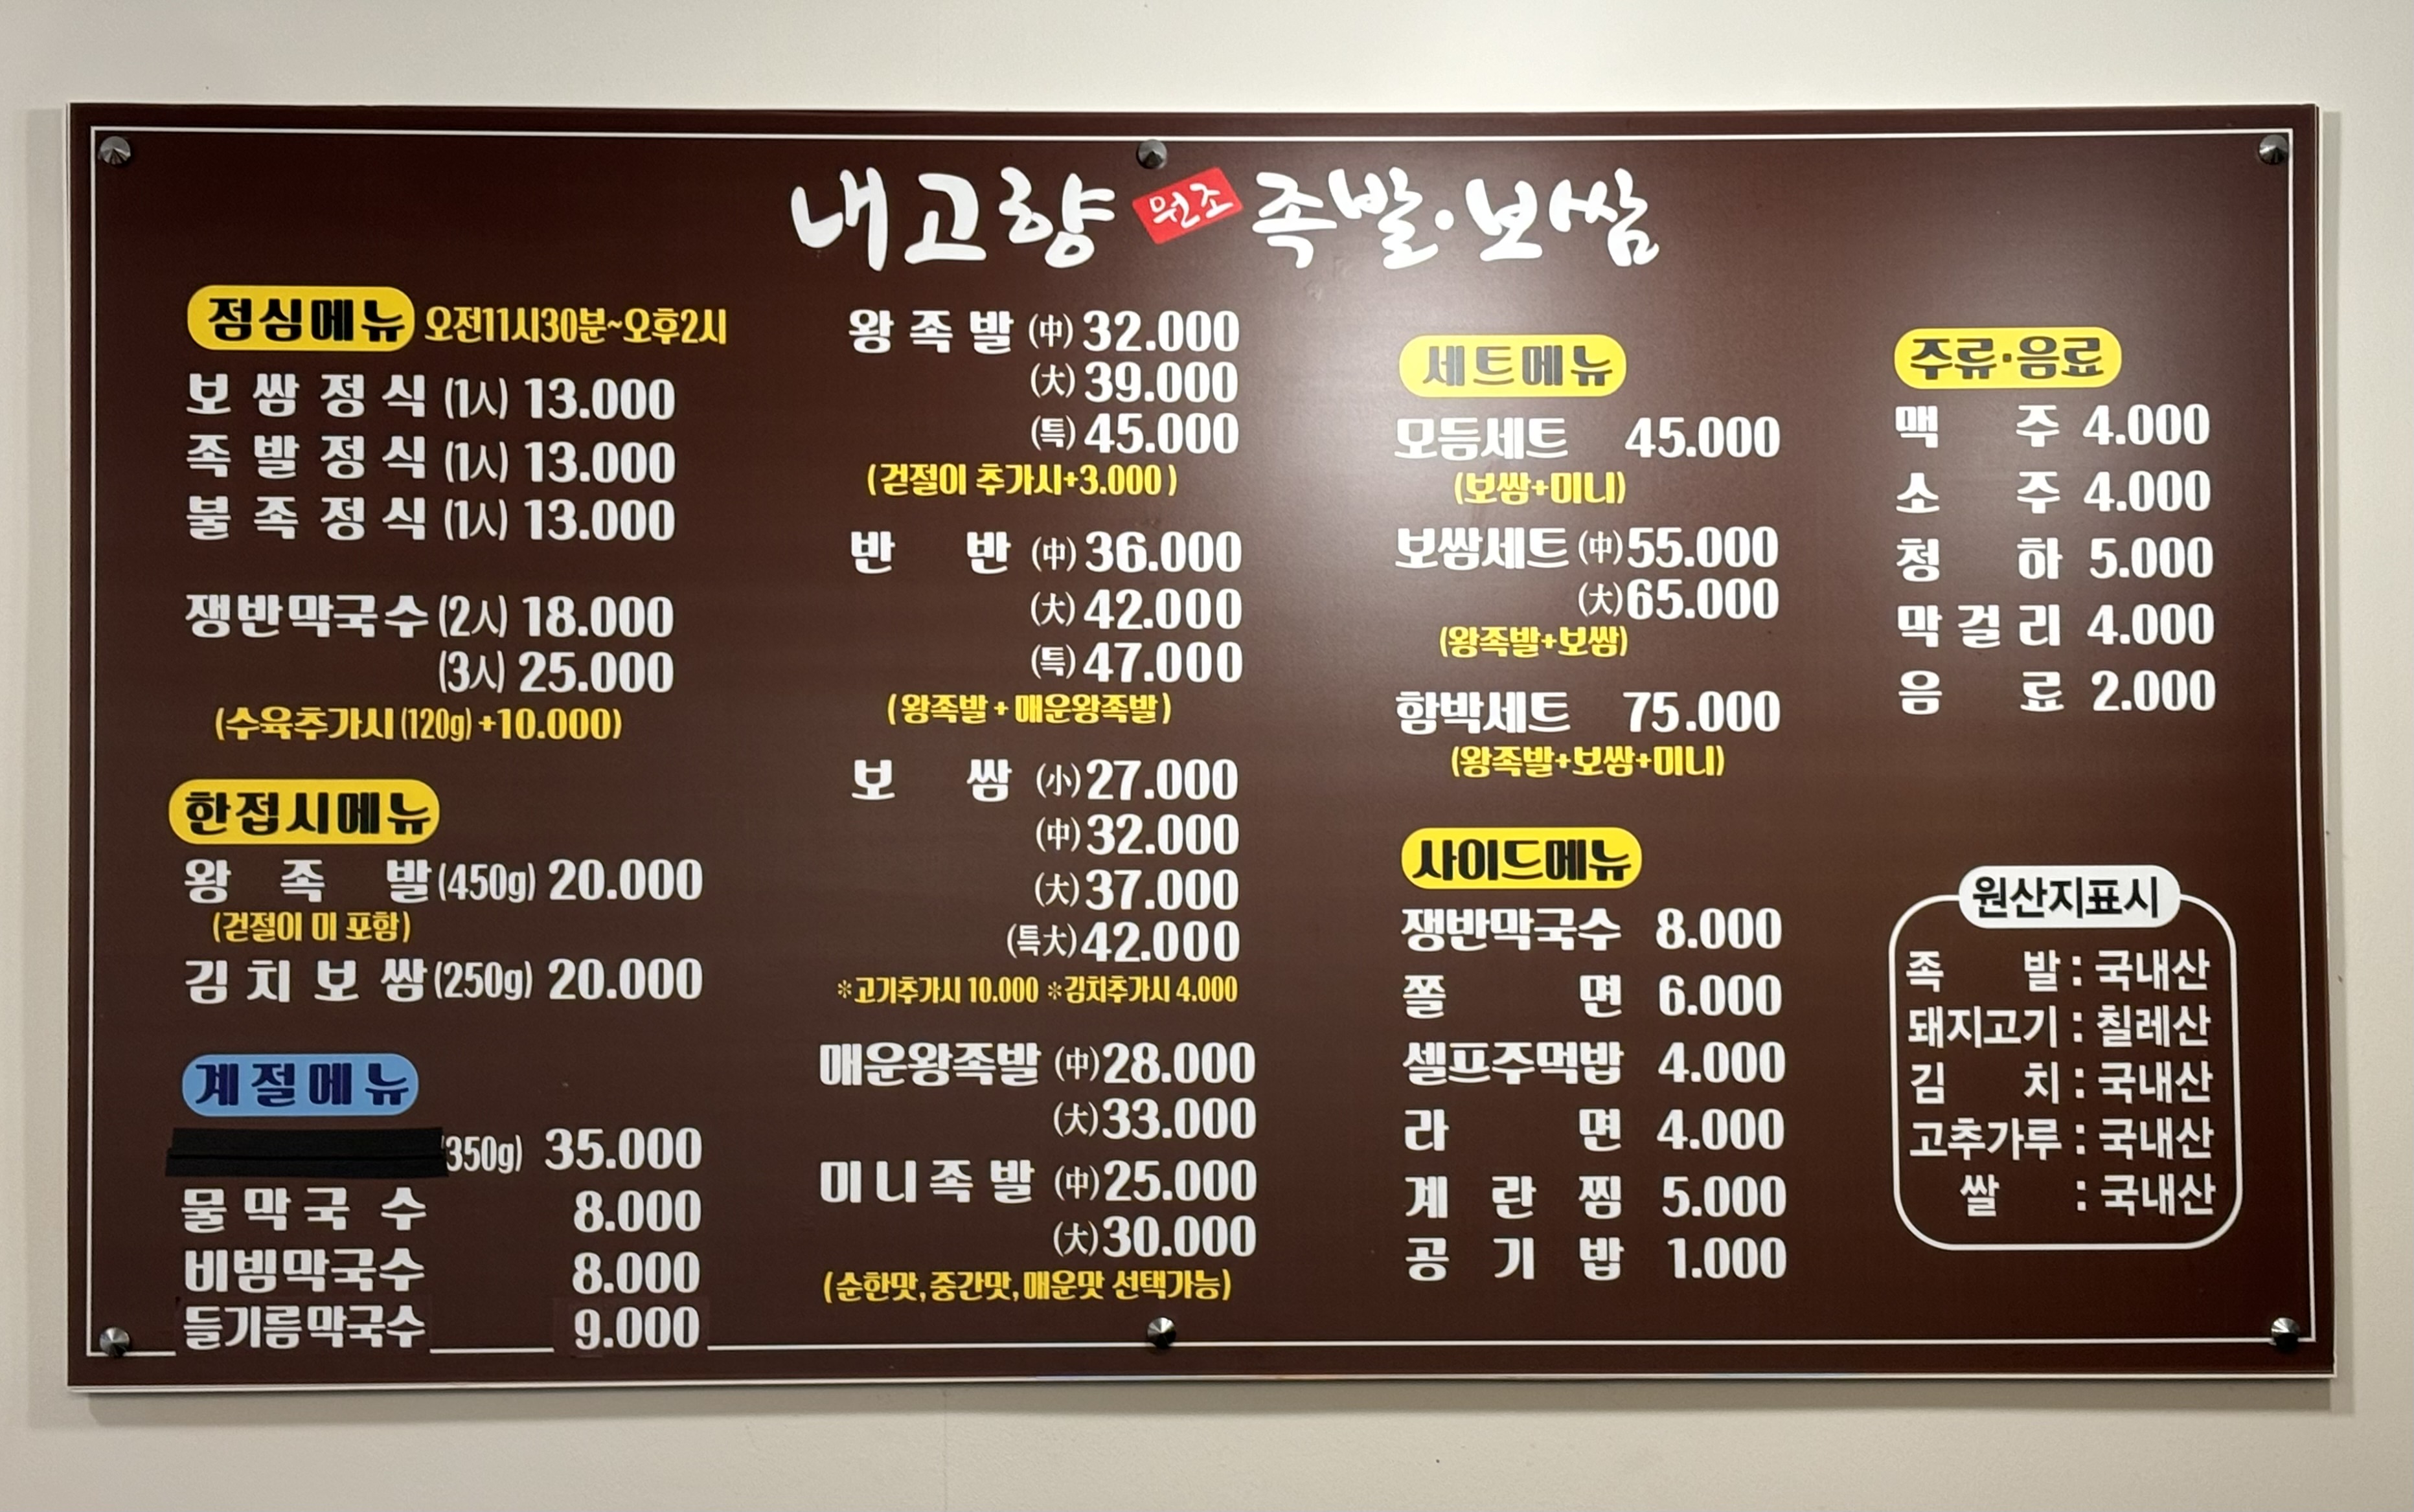 내고향 원조 족발·보쌈
점심메뉴 오전11시30분~오후2시
보쌈정식 (1人) 13.000
족발정식 (1人) 13.000
불족정식 (1人) 13.000
쟁반막국수 (2人) 18.000
(3人) 25.000
(수육추가시 (120g) +10.000)
한접시메뉴
왕족발 (450g) 20.000
(걷절이 미 포함)
김치보쌈 (250g) 20.000
계절메뉴
(350g) 35.000
물막국수 8.000
비빔막국수 8.000
들기름막국수 9.000
왕족발 (中) 32.000
(大) 39.000
(특) 45.000
(걷절이 추가시+3.000)
반반 (中) 36.000
(大) 42.000
(특) 47.000
(왕족발 + 매운왕족발)
보쌈 (小) 27.000
(中) 32.000
(大) 37.000
(특大) 42.000
*고기추가시 10.000 *김치추가시 4.000
매운왕족발 (中) 28.000
(大) 33.000
미니족발 (中) 25.000
(大) 30.000
(순한맛, 중간맛, 매운맛 선택가능)
세트메뉴
모듬세트 45.000
(보쌈+미니)
보쌈세트 (中) 55.000
(大) 65.000
(왕족발+보쌈)
함박세트 75.000
(왕족발+보쌈+미니)
사이드메뉴
쟁반막국수 8.000
쫄면 6.000
셀프주먹밥 4.000
라면 4.000
계란찜 5.000
공기밥 1.000
주류·음료
맥주 4.000
소주 4.000
청하 5.000
막걸리 4.000
음료 2.000
원산지표시
족발 : 국내산
돼지고기 : 칠레산
김치 : 국내산
고추가루 : 국내산
쌀 : 국내산